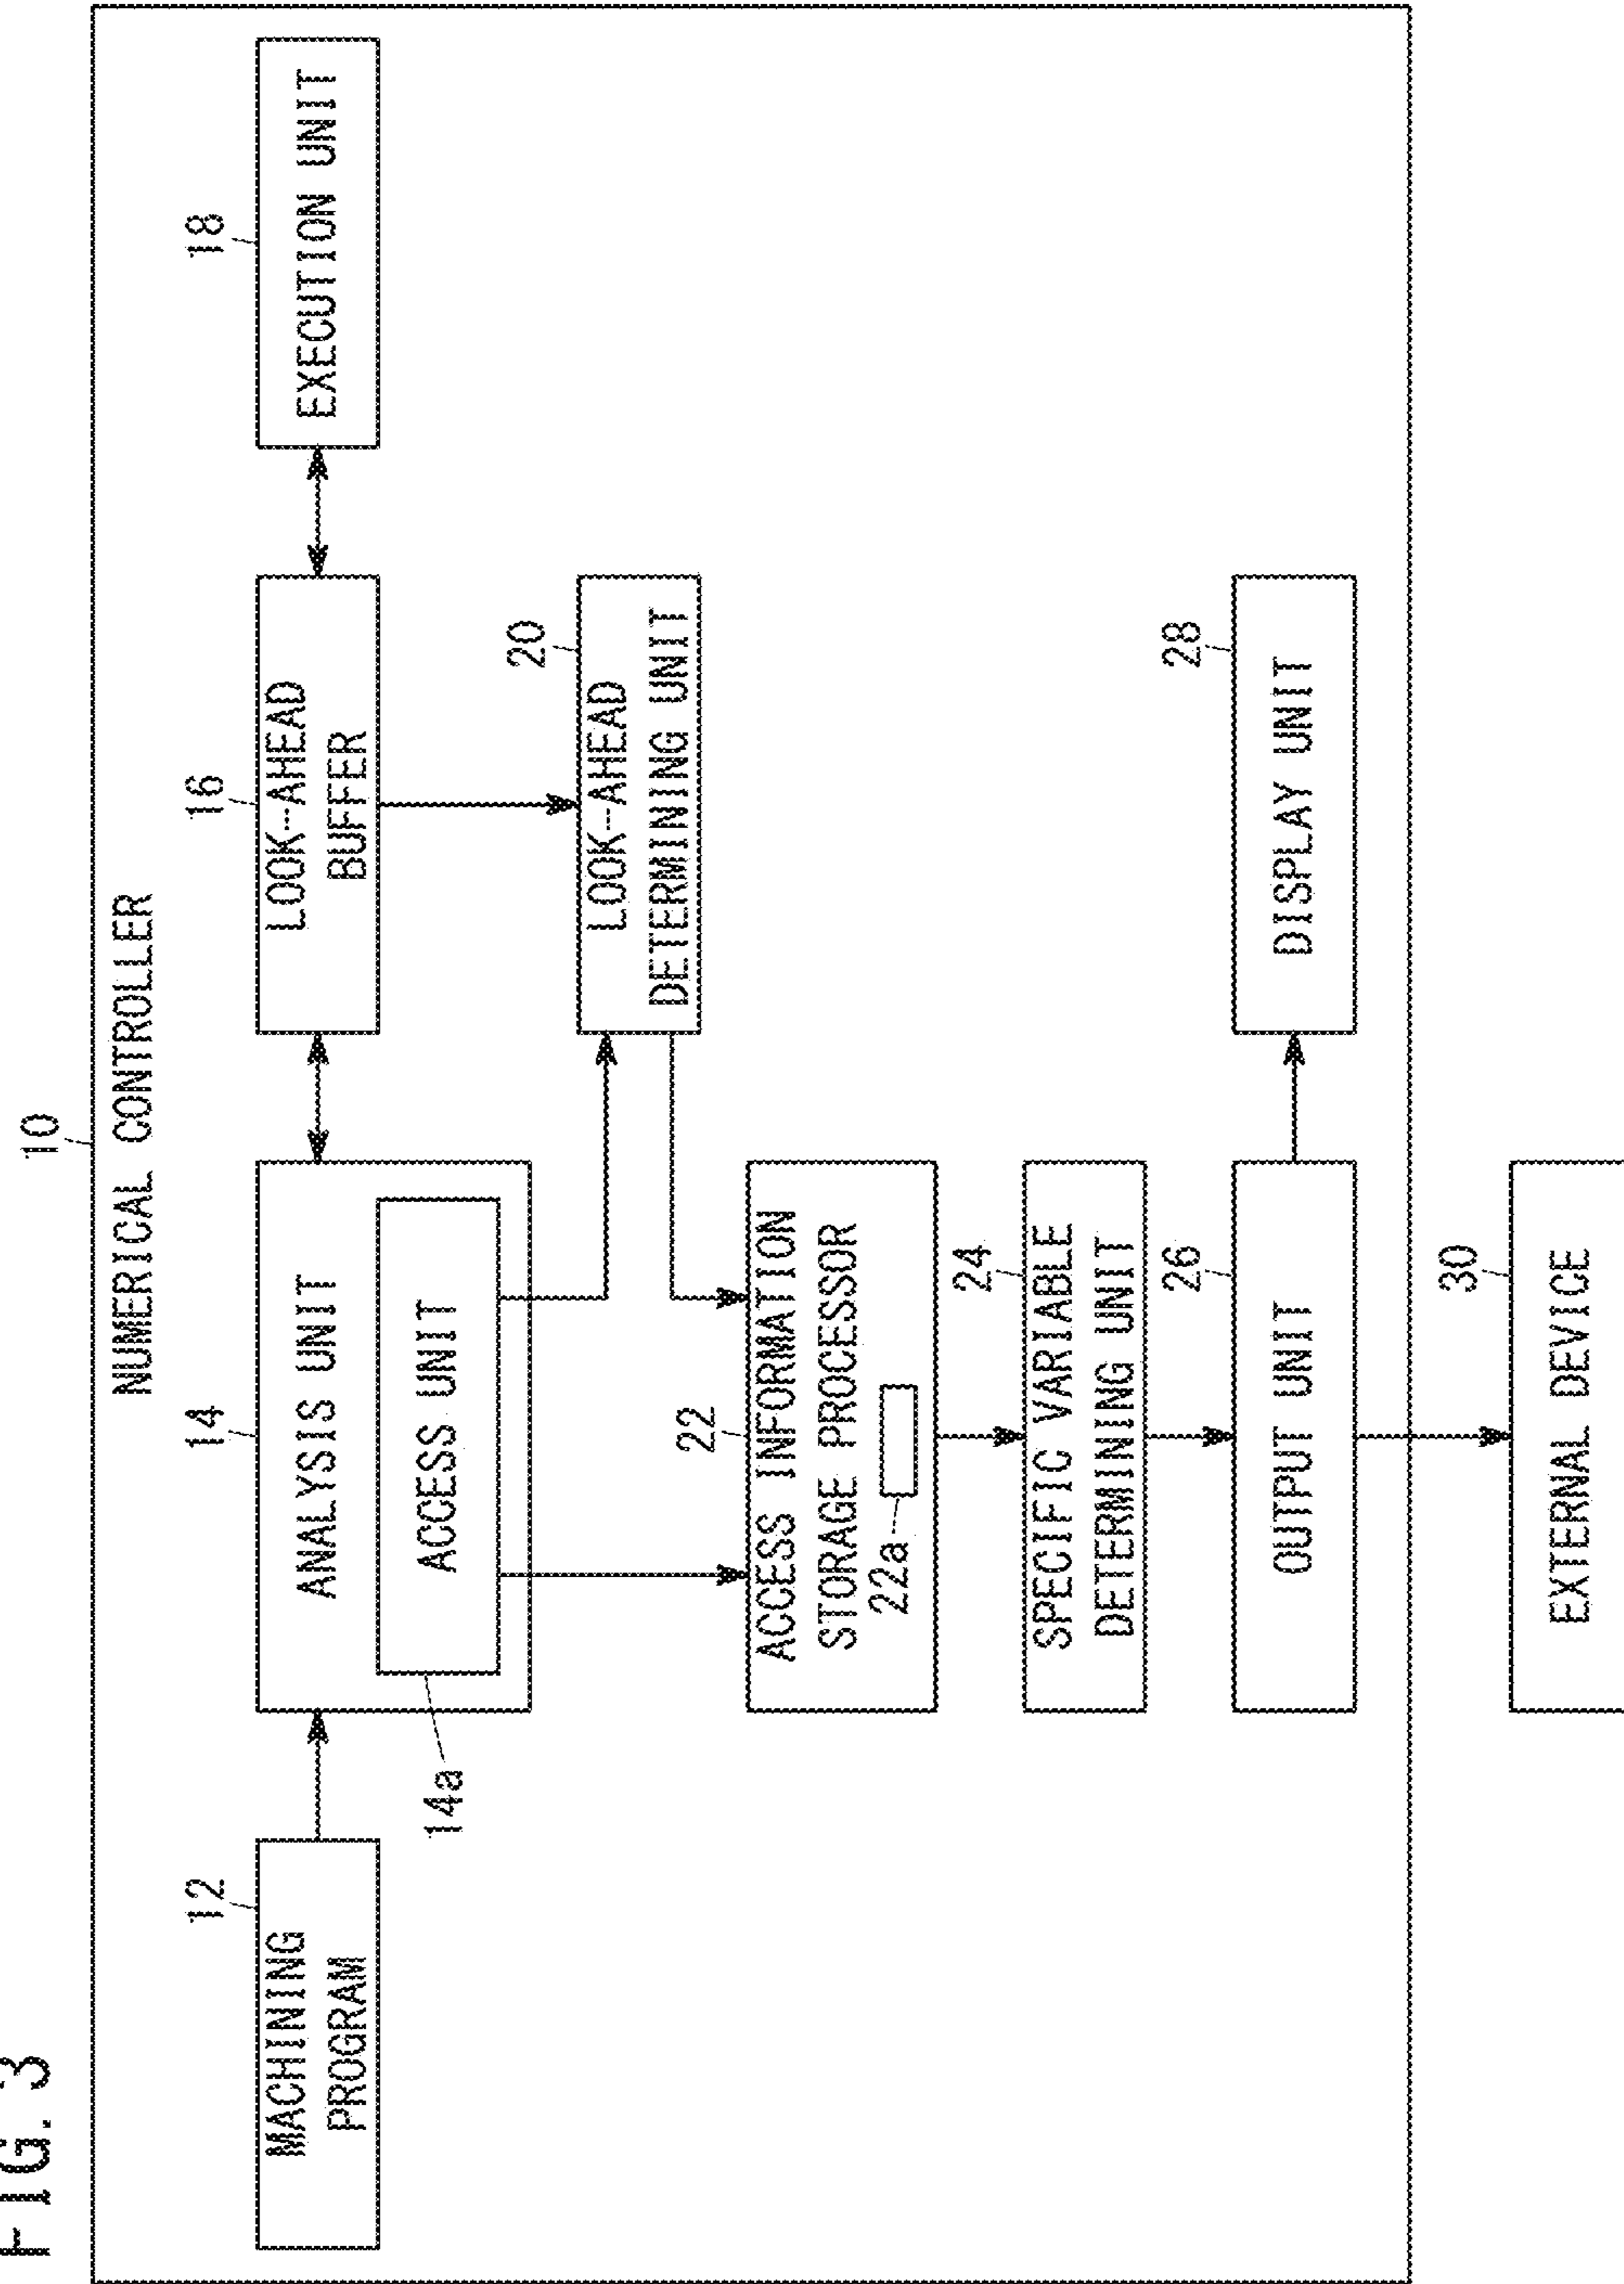 FIG. 3
10
NUMERICAL CONTROLLER
12
MACHINING
PROGRAM
14
ANALYSIS UNIT
ACCESS UNIT
14a
16
LOOK-AHEAD
BUFFER
18
EXECUTION UNIT
20
LOOK-AHEAD
DETERMINING UNIT
22
ACCESS INFORMATION
STORAGE PROCESSOR
22a
24
SPECIFIC VARIABLE
DETERMINING UNIT
26
OUTPUT UNIT
28
DISPLAY UNIT
30
EXTERNAL DEVICE